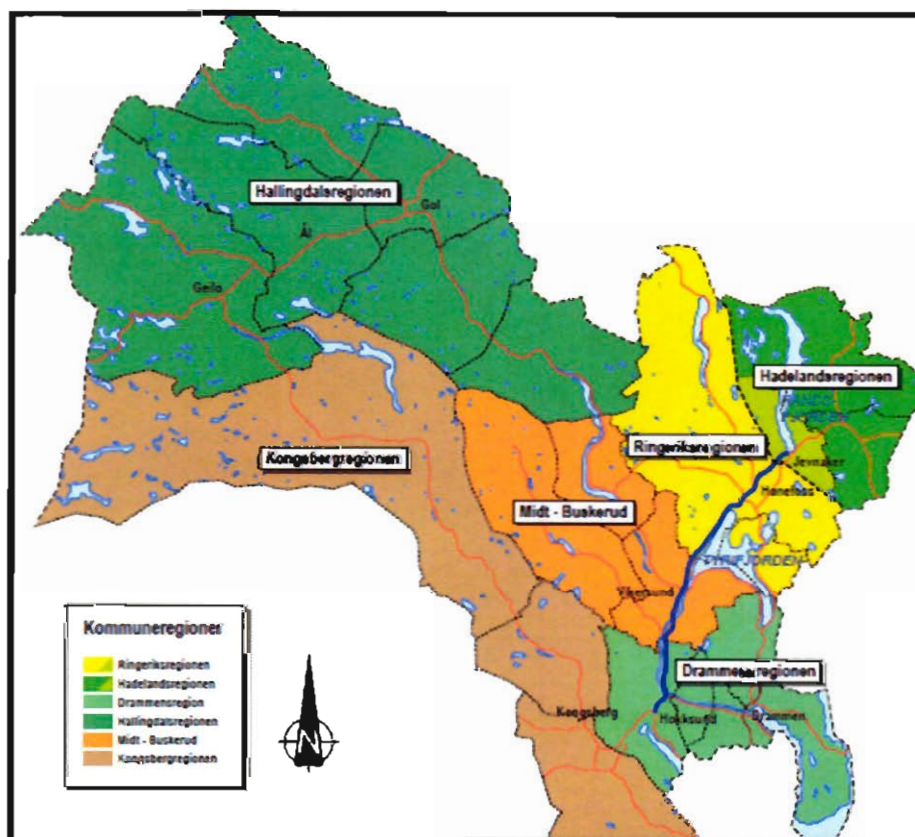 Hallingdalsregionen
Gol
Ål
Geilo
Hadelandsregionen
Ringeriksregionen
Jevnaker
Kongsbergregionen
Hønefoss
Midt - Buskerud
TYRIFJORDEN
Vikersund
Kommuneregioner
Ringeriksregionen
Hadelandsregionen
Drammensregion
Hallingdalsregionen
Midt - Buskerud
Kongsbergregionen
Drammensregionen
Kongsberg
Hokksund
Drammen
N